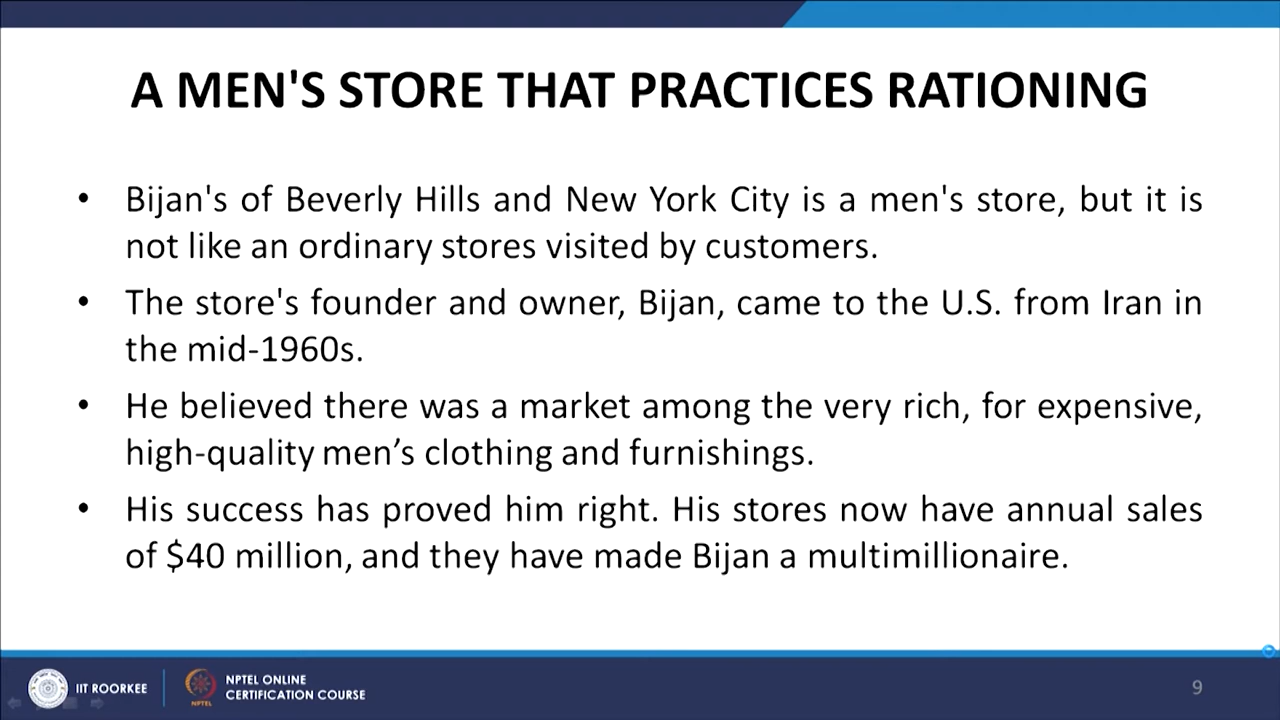 A MEN'S STORE THAT PRACTICES RATIONING
• Bijan's of Beverly Hills and New York City is a men's store, but it is
not like an ordinary stores visited by customers.
• The store's founder and owner, Bijan, came to the U.S. from Iran in
the mid-1960s.
• He believed there was a market among the very rich, for expensive,
high-quality men’s clothing and furnishings.
• His success has proved him right. His stores now have annual sales
of $40 million, and they have made Bijan a multimillionaire.
IIT ROORKEE
NPTEL
NPTEL ONLINE
CERTIFICATION COURSE
9